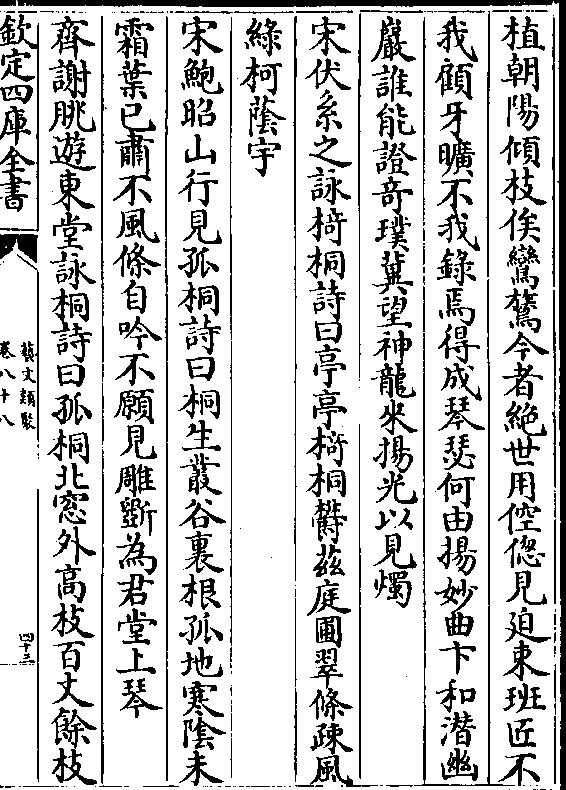 植朝陽傾枝俟鸞鷟今者絶世用倥偬見迫束班匠不
我顧牙曠不我錄焉得成琴瑟何由揚妙曲卞和潛幽
巖誰能證奇璞冀望神龍來揚光以見燭
宋伏系之詠椅桐詩曰亭亭椅桐鬱茲庭圃翠條疎風
綠柯蔭宇
宋鮑昭山行見孤桐詩曰桐生叢谷裏根孤地寒陰未
霜葉已肅不風條自吟不願見雕斵為君堂上琴
齊謝朓遊東堂詠桐詩曰孤桐北窓外高枝百丈餘枝
欽定四庫全書
藝文類聚
卷八十八
四十三